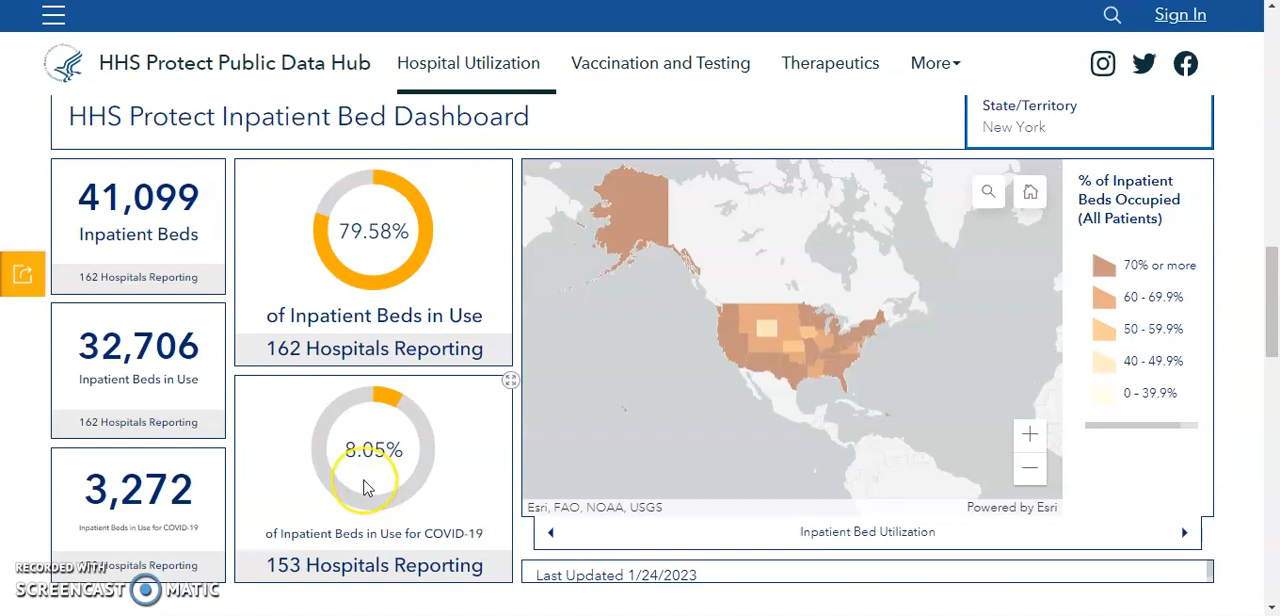 Sign In
HHS Protect Public Data Hub
Hospital Utilization
Vaccination and Testing
Therapeutics
More
HHS Protect Inpatient Bed Dashboard
State/Territory
New York
41,099
Inpatient Beds
162 Hospitals Reporting
32,706
Inpatient Beds in Use
162 Hospitals Reporting
3,272
Inpatient Beds in Use for COVID-19
Hospitals Reporting
79.58%
of Inpatient Beds in Use
162 Hospitals Reporting
8.05%
of Inpatient Beds in Use for COVID-19
153 Hospitals Reporting
% of Inpatient
Beds Occupied
(All Patients)
70% or more
60 - 69.9%
50 - 59.9%
40 - 49.9%
0 - 39.9%
+
−
Esri, FAO, NOAA, USGS
Powered by Esri
Inpatient Bed Utilization
Last Updated 1/24/2023
RECORDED WITH
SCREENCAST MATIC